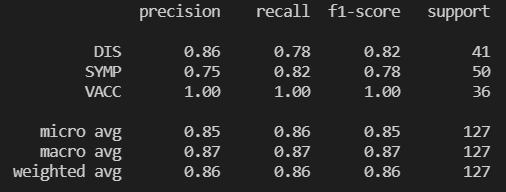 precision recall f1-score support
DIS 0.86 0.78 0.82 41
SYMP 0.75 0.82 0.78 50
VACC 1.00 1.00 1.00 36
micro avg 0.85 0.86 0.85 127
macro avg 0.87 0.87 0.87 127
weighted avg 0.86 0.86 0.86 127